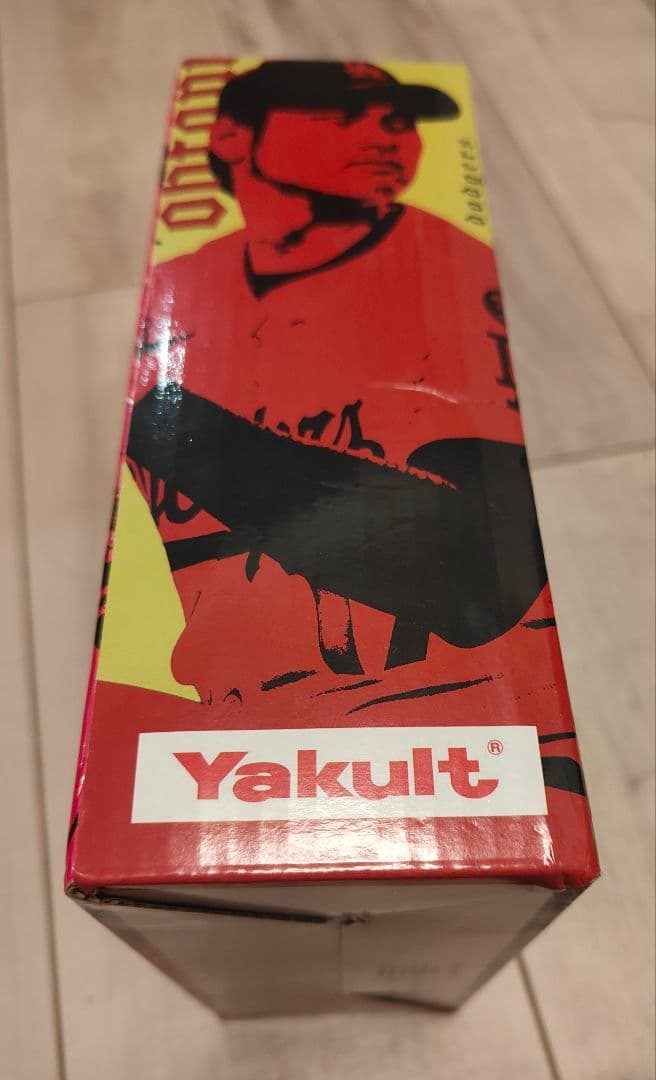 Ohtani
dodgers
Yakult®